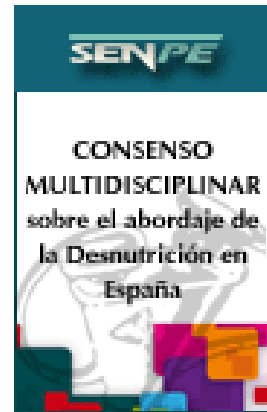 SENPE
CONSENSO
MULTIDISCIPLINAR
sobre el abordaje de
la Desnutrición en
España